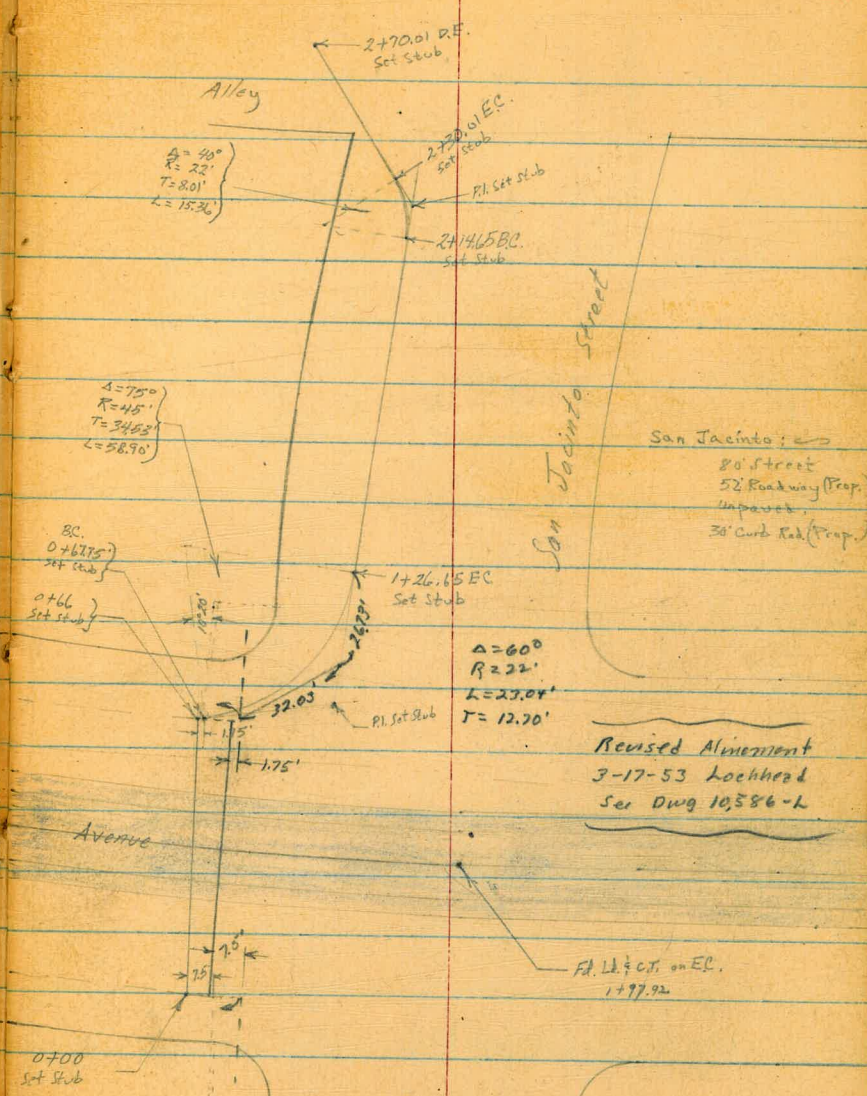 2+70.01 D.E.
Set Stub
Alley
2+30.01 E.C.
Set Stub
Δ = 40°
R = 22'
T = 8.01'
L = 15.36'
P.I. Set Stub
2+14.65 B.C.
Set Stub
San Jacinto Street
Δ = 75°
R = 45'
T = 34.53'
L = 58.90'
San Jacinto :
80' Street
52' Roadway (Prop.
Unpaved.
30' Curb Rad. (Prop.)
B.C.
0+67.75
Set Stub
0+66
Set Stub
1+26.65 EC
Set Stub
26.73'
32.03'
Δ = 60°
R = 22'
L = 23.04'
T = 12.70'
P.I. Set Stub
1.75'
1.75'
Revised Alinement
3-17-53 Lochhead
See Dwg 10,586-L
Avenue
7.5'
7.5
Fd. Ld. & C.T. on E.C.
1+97.92
0+00
Set Stub